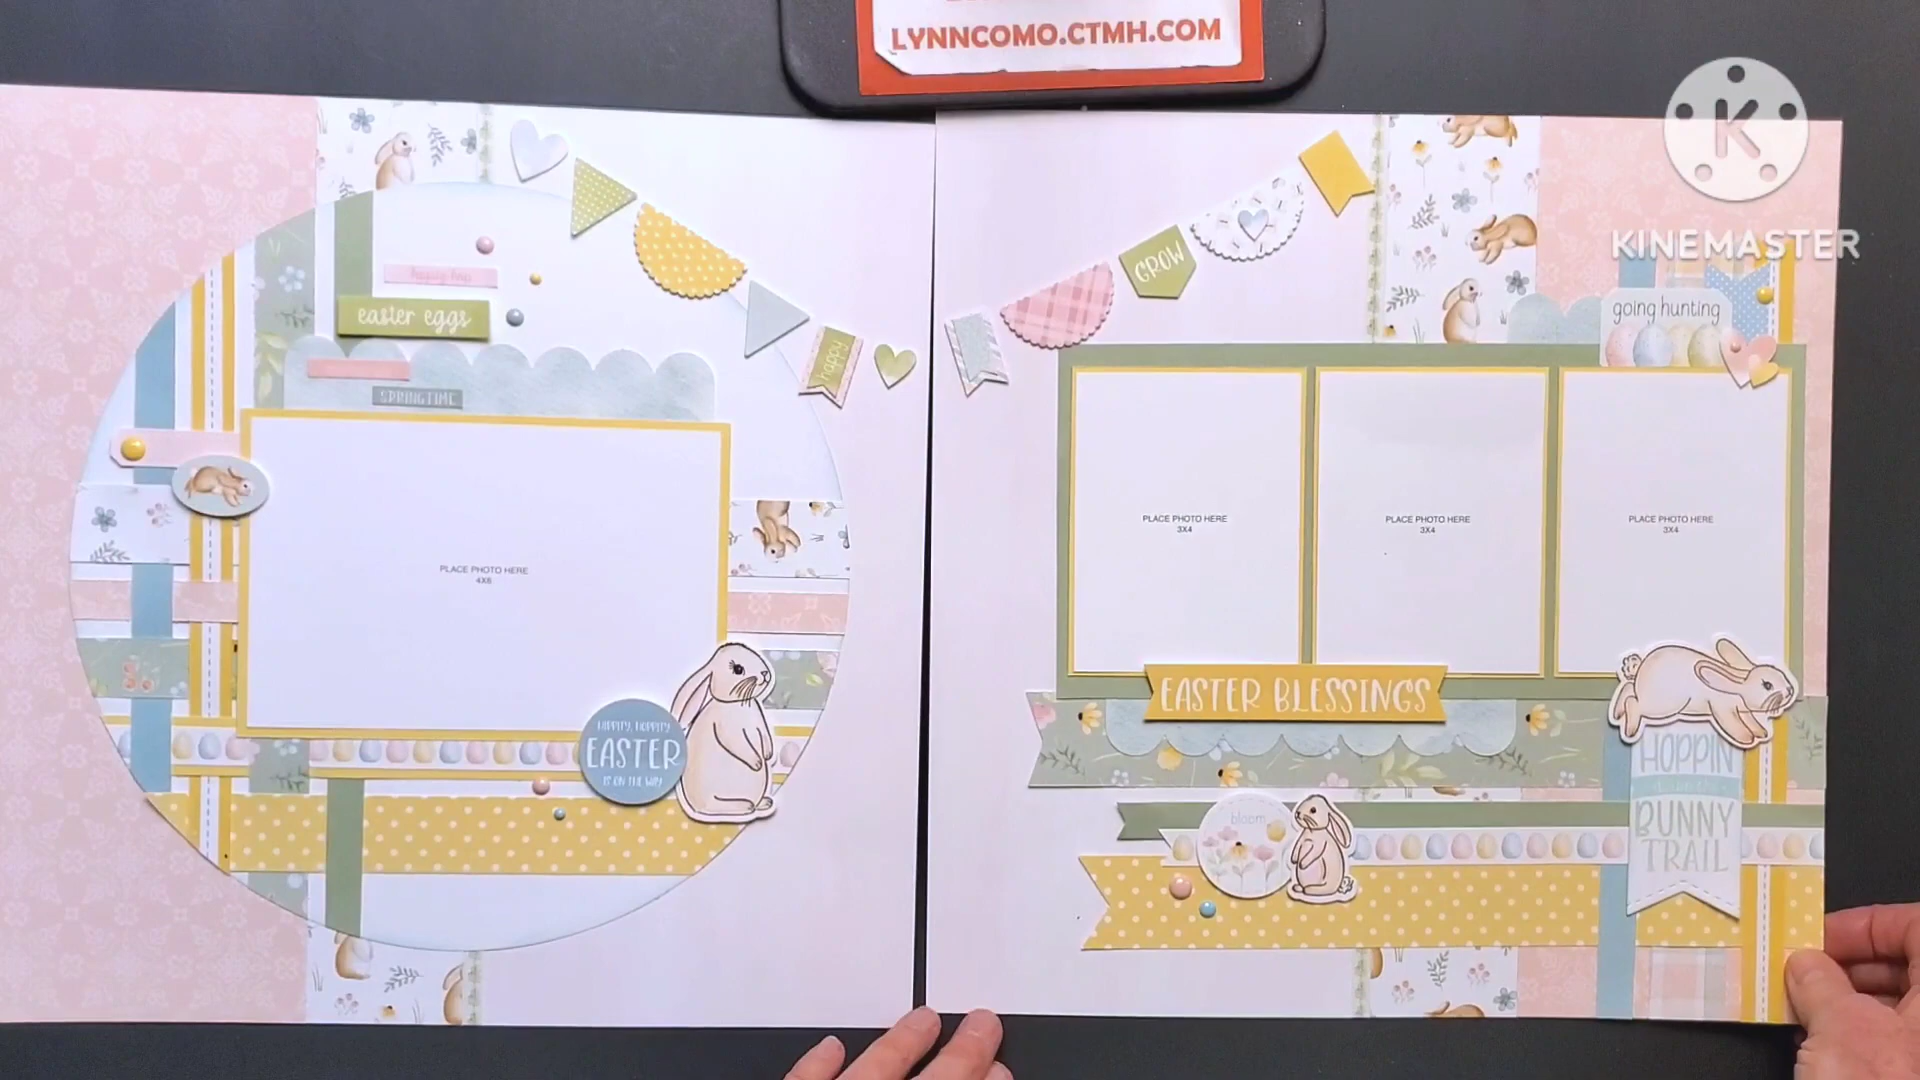 LYNNCOMO.CTMH.COM
K
KINEMASTER
easter eggs
SPRINGTIME
happy
GROW
going hunting
PLACE PHOTO HERE
4X6
PLACE PHOTO HERE
3X4
PLACE PHOTO HERE
3X4
PLACE PHOTO HERE
3X4
HIPPITY, HOPPITY
EASTER
IS ON THE WAY
EASTER BLESSINGS
HOPPIN
BUNNY
TRAIL
bloom